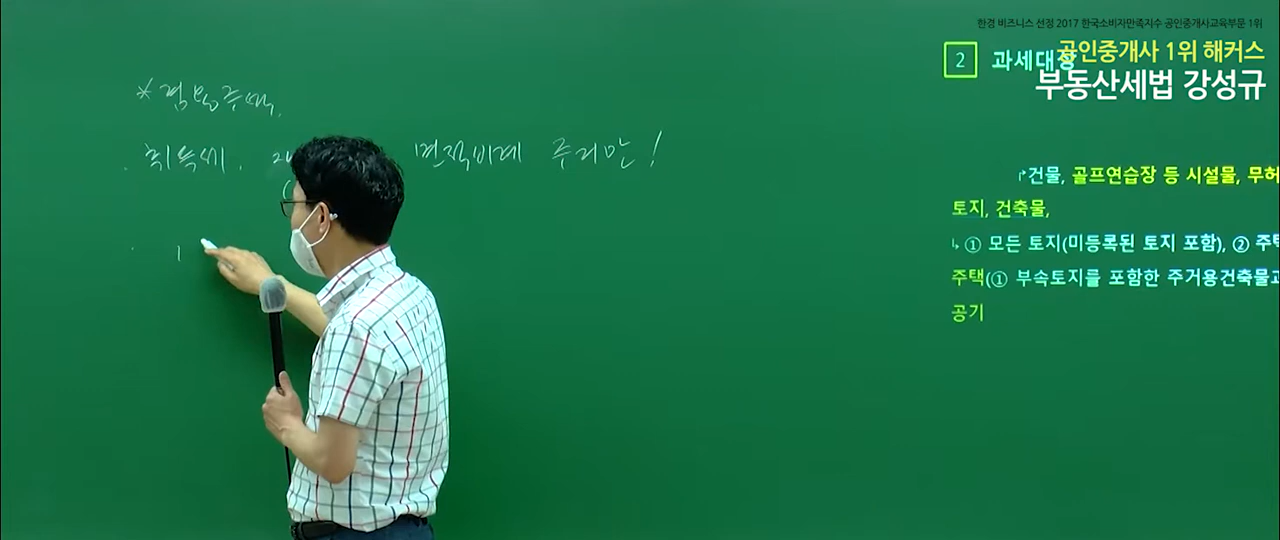 한경 비즈니스 선정 2017 한국소비자만족지수 공인중개사교육부문 1위
공인중개사 1위 해커스
2 과세대장
부동산세법 강성규
* 겸용주택.
· 취득세. 면적비례 주거만!
┌건물, 골프연습장 등 시설물, 무허
토지, 건축물,
↳ ① 모든 토지(미등록된 토지 포함), ② 주택
주택(① 부속토지를 포함한 주거용건축물과
공기